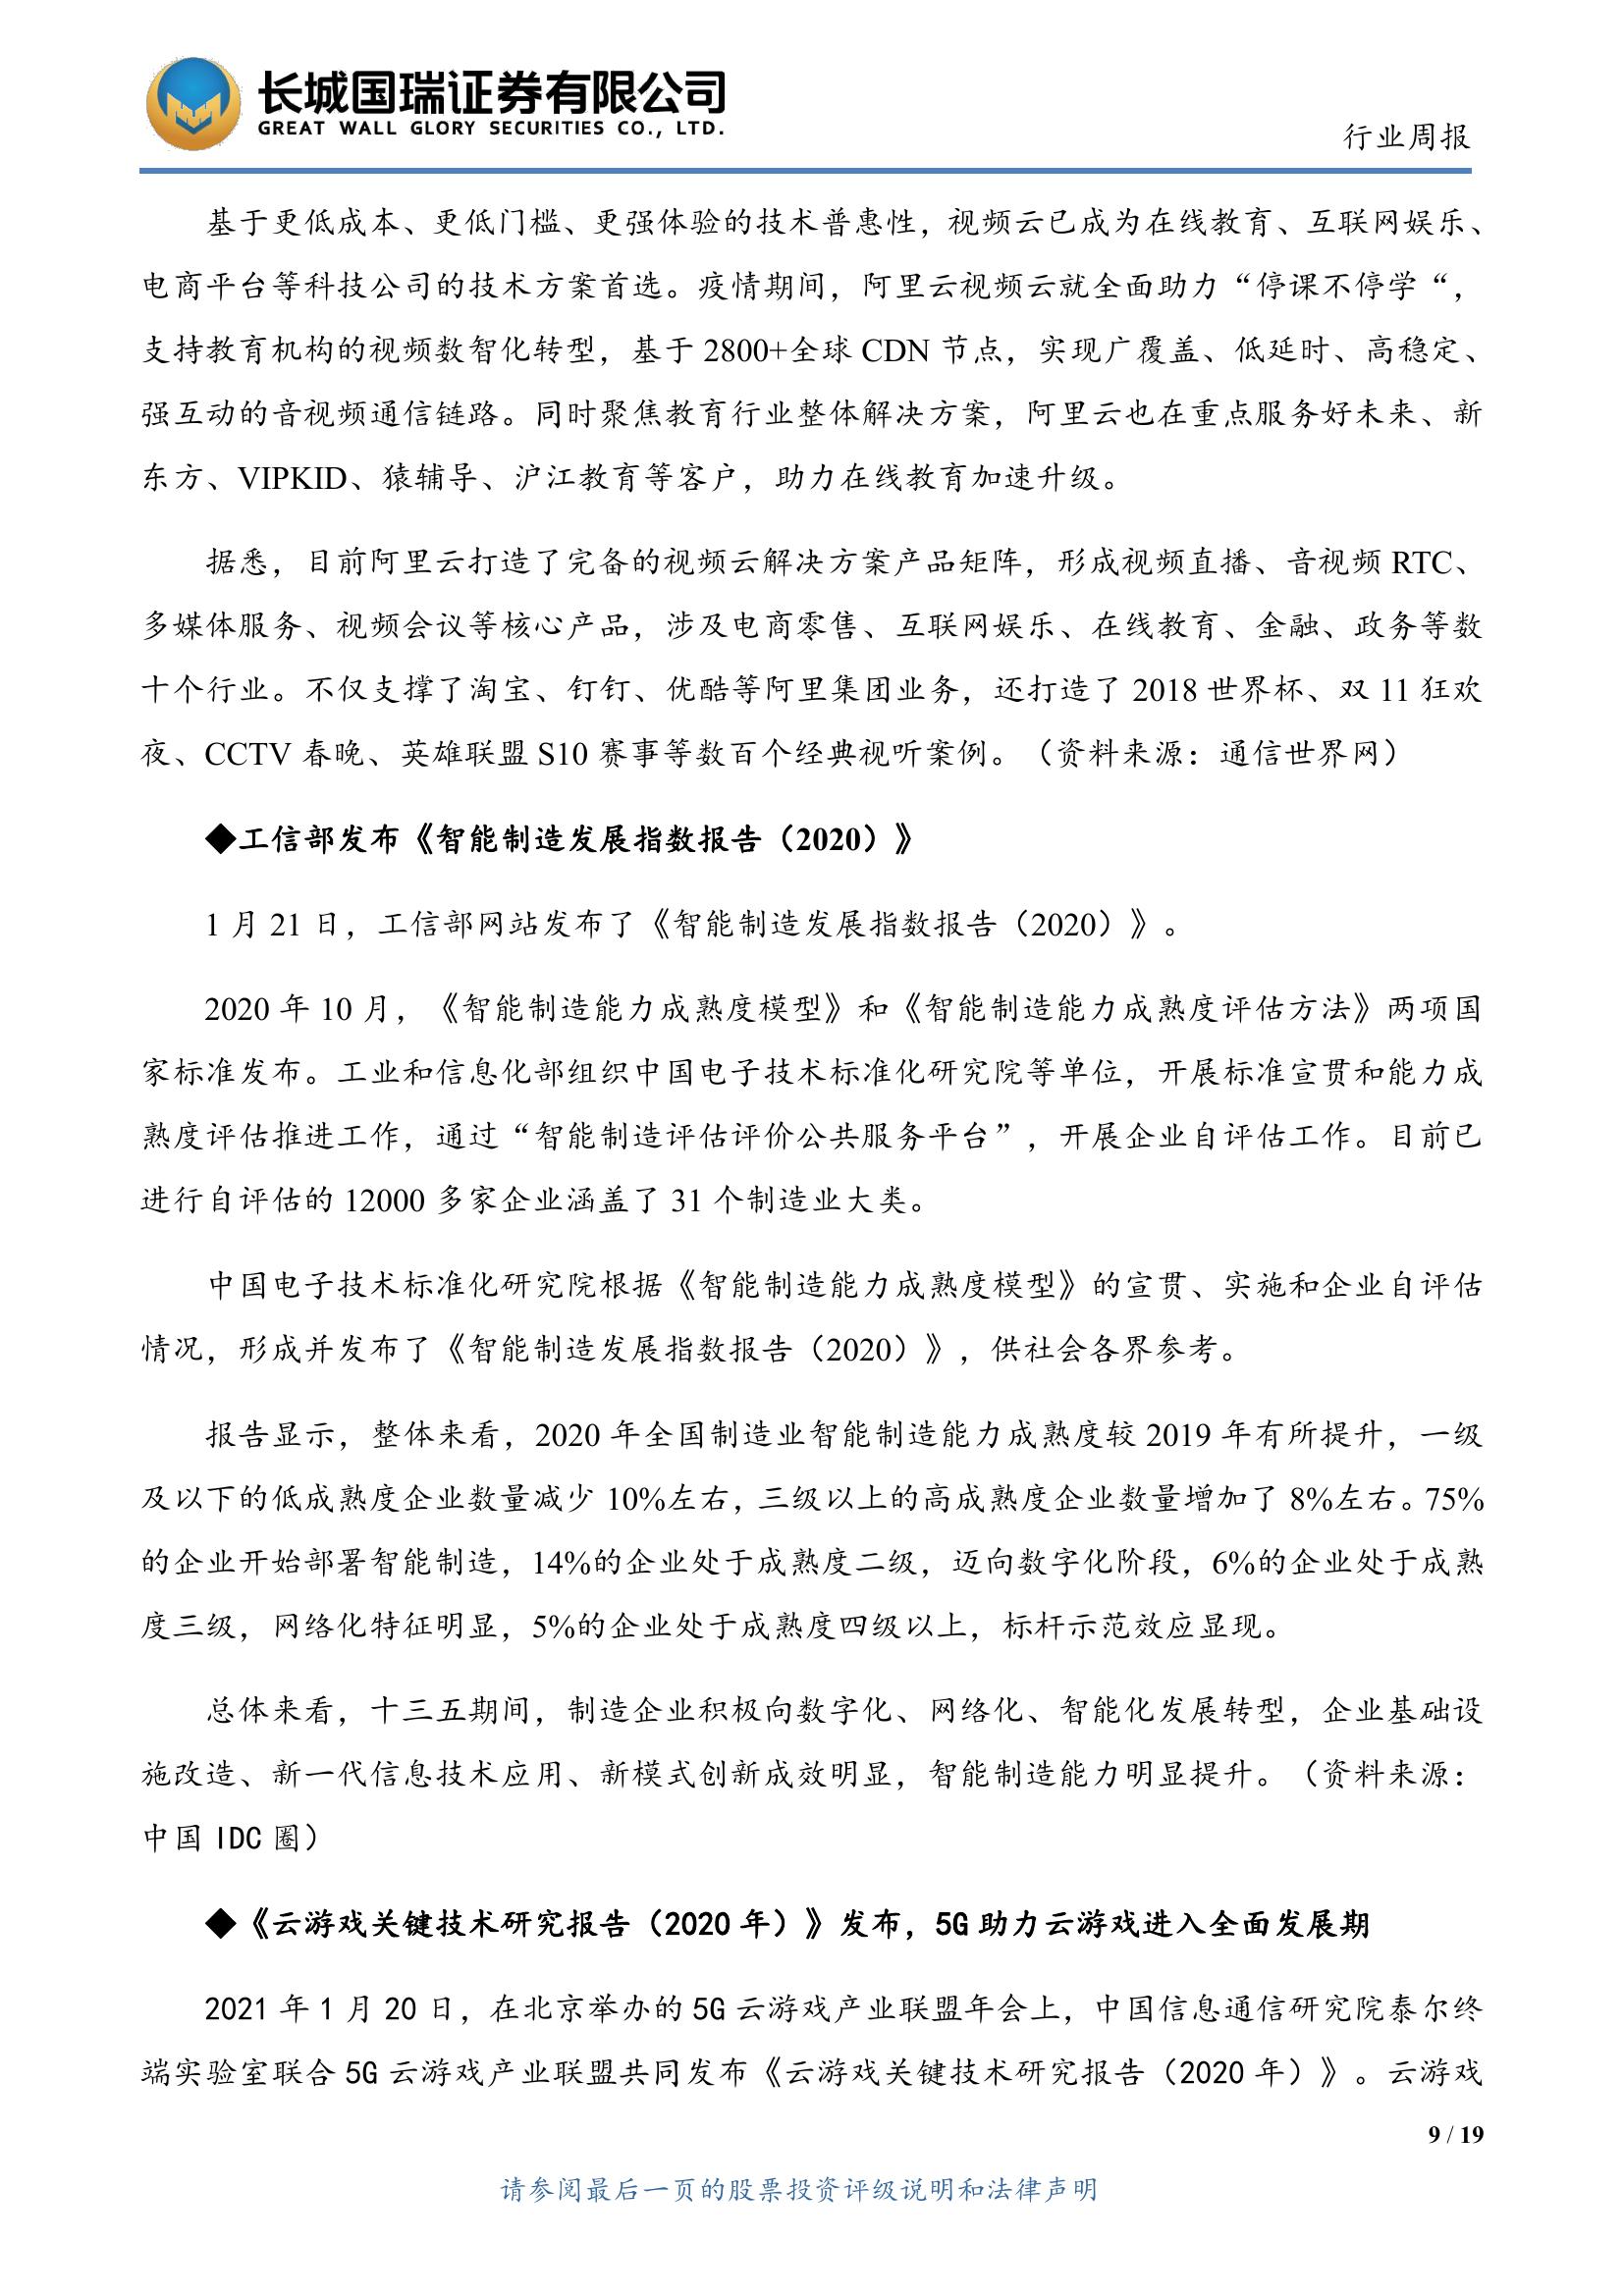 长城国瑞证券有限公司
GREAT WALL GLORY SECURITIES CO., LTD.
行业周报
基于更低成本、更低门槛、更强体验的技术普惠性，视频云已成为在线教育、互联网娱乐、
电商平台等科技公司的技术方案首选。疫情期间，阿里云视频云就全面助力“停课不停学“，
支持教育机构的视频数智化转型，基于 2800+全球 CDN 节点，实现广覆盖、低延时、高稳定、
强互动的音视频通信链路。同时聚焦教育行业整体解决方案，阿里云也在重点服务好未来、新
东方、VIPKID、猿辅导、沪江教育等客户，助力在线教育加速升级。
据悉，目前阿里云打造了完备的视频云解决方案产品矩阵，形成视频直播、音视频 RTC、
多媒体服务、视频会议等核心产品，涉及电商零售、互联网娱乐、在线教育、金融、政务等数
十个行业。不仅支撑了淘宝、钉钉、优酷等阿里集团业务，还打造了 2018 世界杯、双 11 狂欢
夜、CCTV 春晚、英雄联盟 S10 赛事等数百个经典视听案例。（资料来源：通信世界网）
◆工信部发布《智能制造发展指数报告（2020）》
1 月 21 日，工信部网站发布了《智能制造发展指数报告（2020）》。
2020 年 10 月，《智能制造能力成熟度模型》和《智能制造能力成熟度评估方法》两项国
家标准发布。工业和信息化部组织中国电子技术标准化研究院等单位，开展标准宣贯和能力成
熟度评估推进工作，通过“智能制造评估评价公共服务平台”，开展企业自评估工作。目前已
进行自评估的 12000 多家企业涵盖了 31 个制造业大类。
中国电子技术标准化研究院根据《智能制造能力成熟度模型》的宣贯、实施和企业自评估
情况，形成并发布了《智能制造发展指数报告（2020）》，供社会各界参考。
报告显示，整体来看，2020 年全国制造业智能制造能力成熟度较 2019 年有所提升，一级
及以下的低成熟度企业数量减少 10%左右，三级以上的高成熟度企业数量增加了 8%左右。75%
的企业开始部署智能制造，14%的企业处于成熟度二级，迈向数字化阶段，6%的企业处于成熟
度三级，网络化特征明显，5%的企业处于成熟度四级以上，标杆示范效应显现。
总体来看，十三五期间，制造企业积极向数字化、网络化、智能化发展转型，企业基础设
施改造、新一代信息技术应用、新模式创新成效明显，智能制造能力明显提升。（资料来源：
中国 IDC 圈）
◆《云游戏关键技术研究报告（2020 年）》发布，5G 助力云游戏进入全面发展期
2021 年 1 月 20 日，在北京举办的 5G 云游戏产业联盟年会上，中国信息通信研究院泰尔终
端实验室联合 5G 云游戏产业联盟共同发布《云游戏关键技术研究报告（2020 年）》。云游戏
9 / 19
请参阅最后一页的股票投资评级说明和法律声明